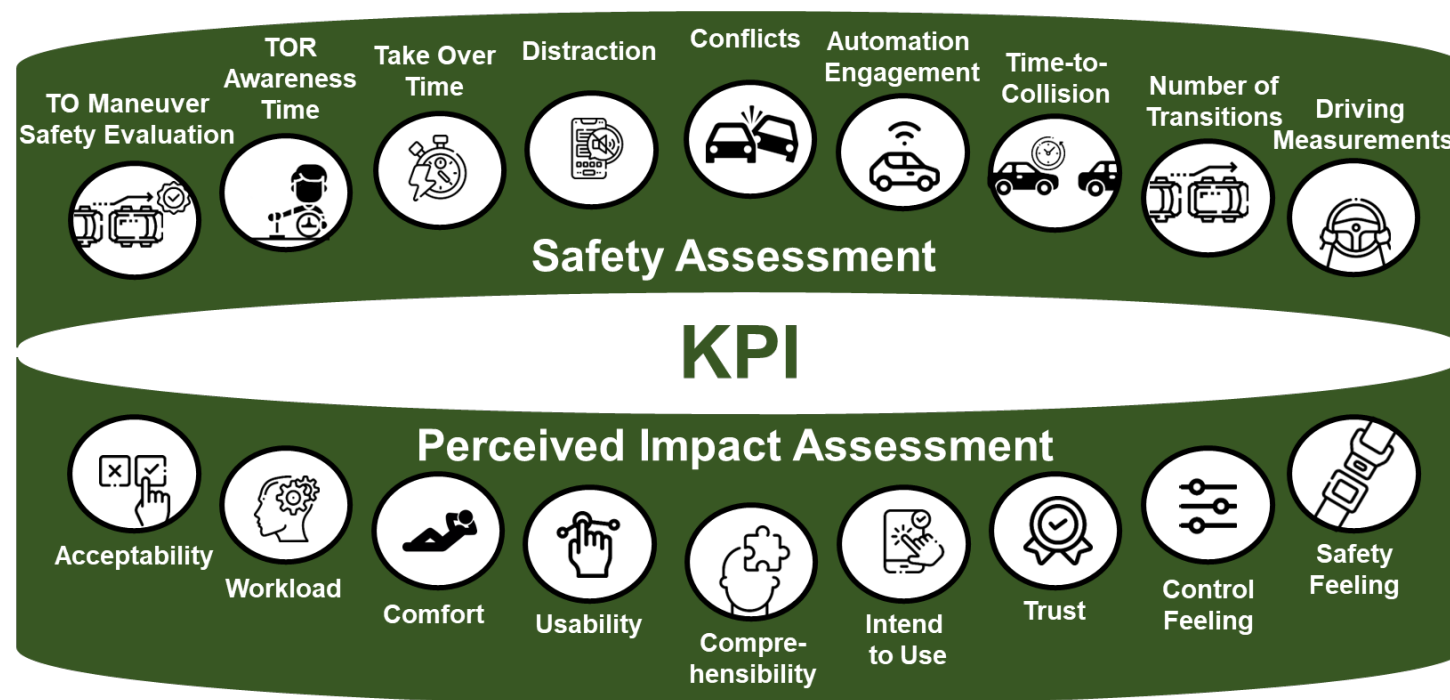 TO Maneuver
Safety Evaluation
TOR
Awareness
Time
Take Over
Time
Distraction
Conflicts
Automation
Engagement
Time-to-
Collision
Number of
Transitions
Driving
Measurements
Safety Assessment
KPI
Perceived Impact Assessment
Acceptability
Workload
Comfort
Usability
Compre-
hensibility
Intend
to Use
Trust
Control
Feeling
Safety
Feeling